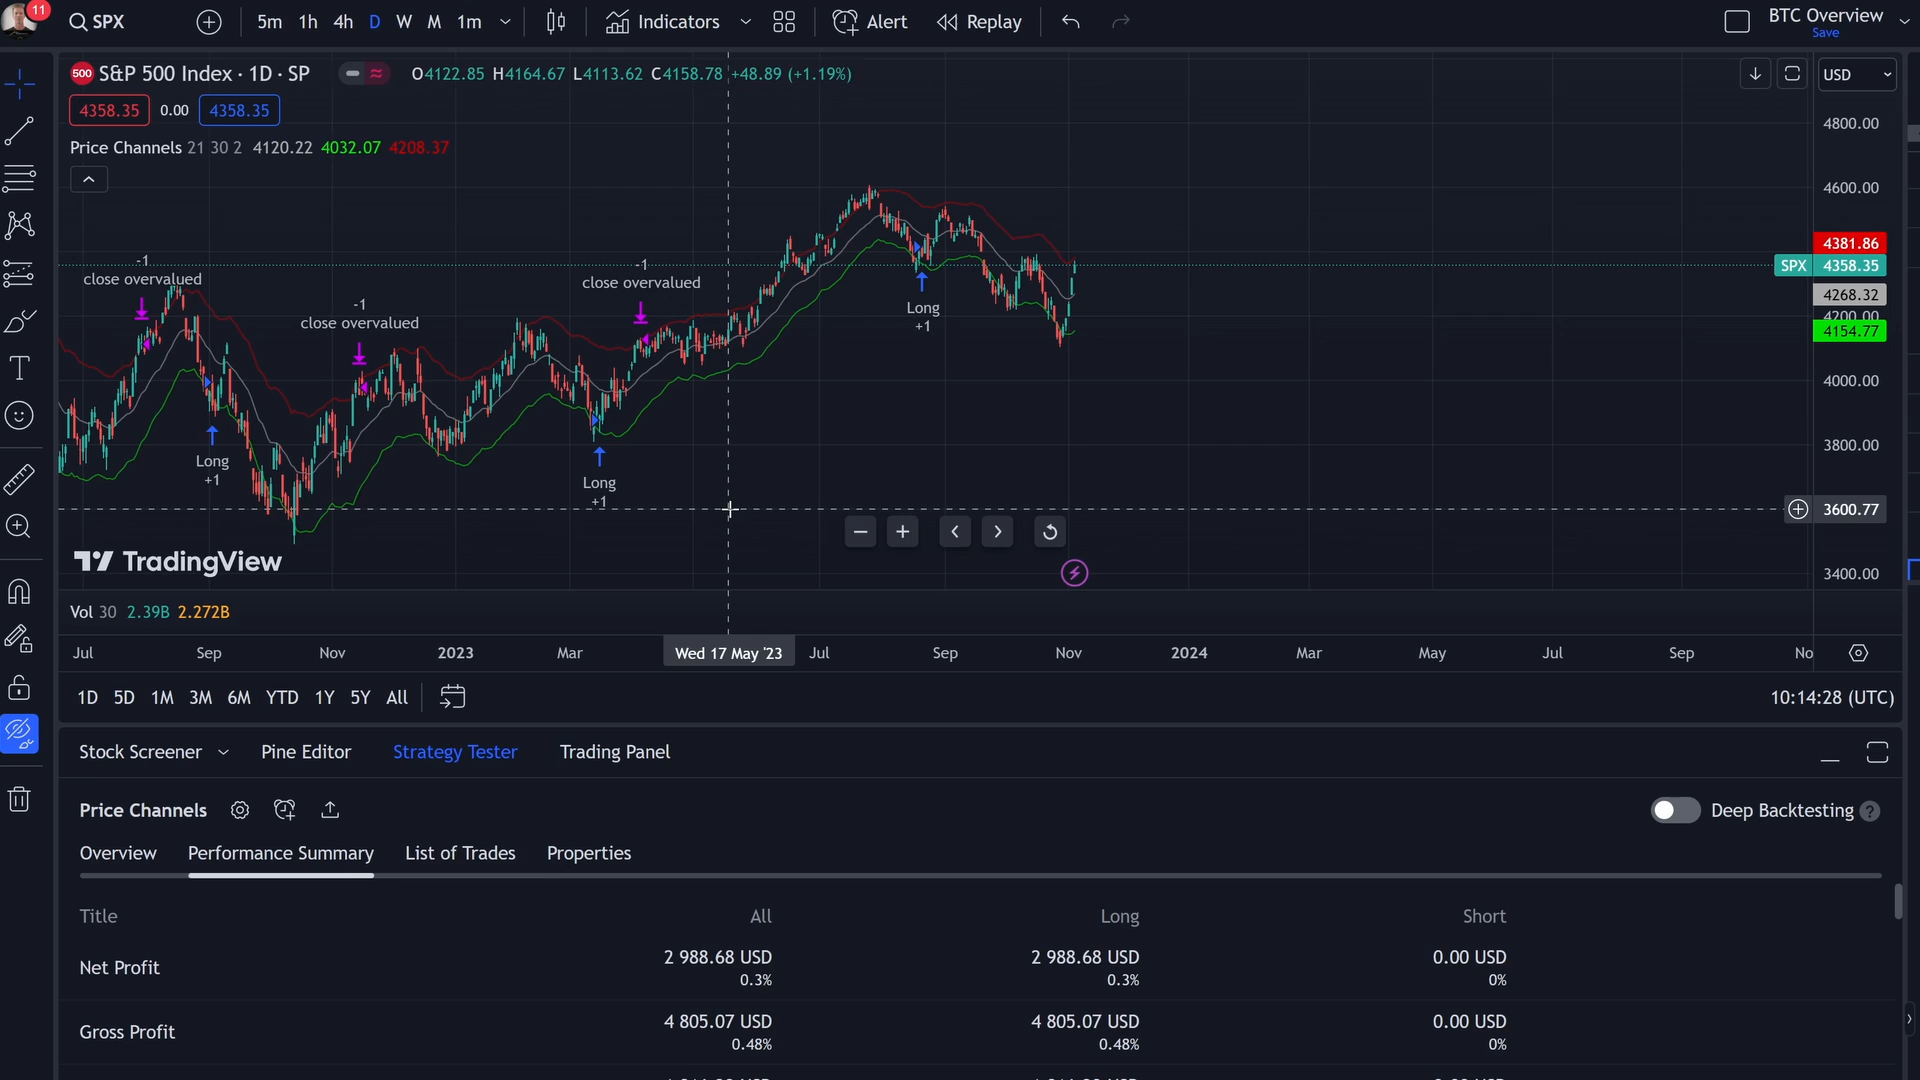 11
SPX
5m 1h 4h D W M 1m
Indicators
Alert
Replay
BTC Overview
Save
500 S&P 500 Index · 1D · SP
O4122.85 H4164.67 L4113.62 C4158.78 +48.89 (+1.19%)
USD
4358.35 0.00 4358.35
Price Channels 21 30 2 4120.22 4032.07 4208.37
4800.00
4600.00
4381.86
SPX 4358.35
4268.32
4200.00
4154.77
4000.00
3800.00
3600.77
3400.00
-1
close overvalued
-1
close overvalued
-1
close overvalued
Long
+1
Long
+1
Long
+1
TradingView
Vol 30 2.39B 2.272B
Jul Sep Nov 2023 Mar Wed 17 May '23 Jul Sep Nov 2024 Mar May Jul Sep No
1D 5D 1M 3M 6M YTD 1Y 5Y All
10:14:28 (UTC)
Stock Screener Pine Editor Strategy Tester Trading Panel
Price Channels
Deep Backtesting ?
Overview Performance Summary List of Trades Properties
Title All Long Short
Net Profit 2 988.68 USD 2 988.68 USD 0.00 USD
0.3% 0.3% 0%
Gross Profit 4 805.07 USD 4 805.07 USD 0.00 USD
0.48% 0.48% 0%